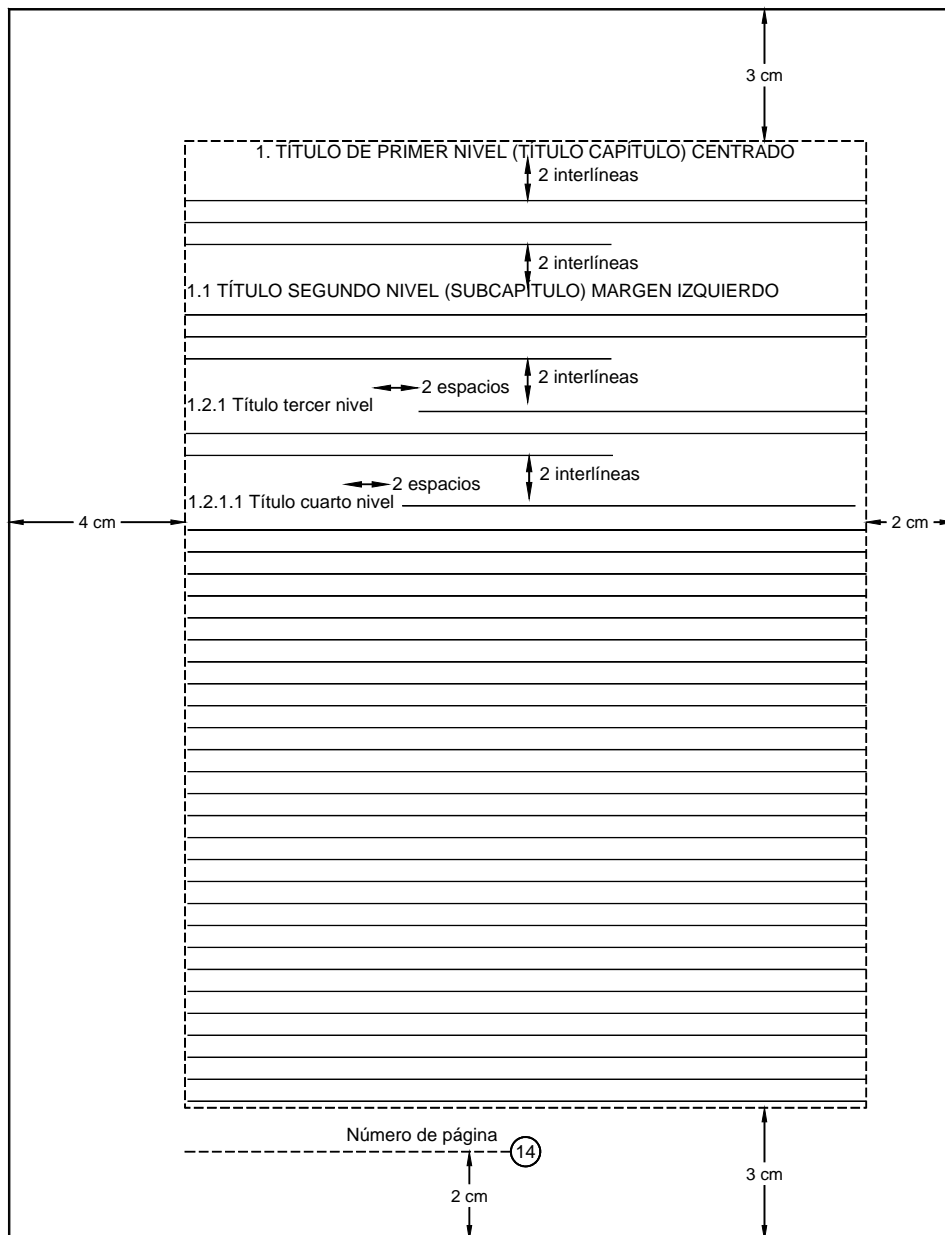 3 cm
1. TÍTULO DE PRIMER NIVEL (TÍTULO CAPÍTULO) CENTRADO
2 interlíneas
2 interlíneas
1.1 TÍTULO SEGUNDO NIVEL (SUBCAPÍTULO) MARGEN IZQUIERDO
2 interlíneas
2 espacios
1.2.1 Título tercer nivel
2 interlíneas
2 espacios
1.2.1.1 Título cuarto nivel
4 cm
2 cm
Número de página
14
3 cm
2 cm